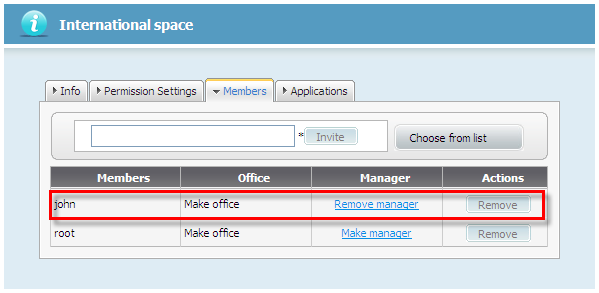 International space
Info Permission Settings Members Applications
* Invite Choose from list
Members Office Manager Actions
john Make office Remove manager Remove
root Make office Make manager Remove